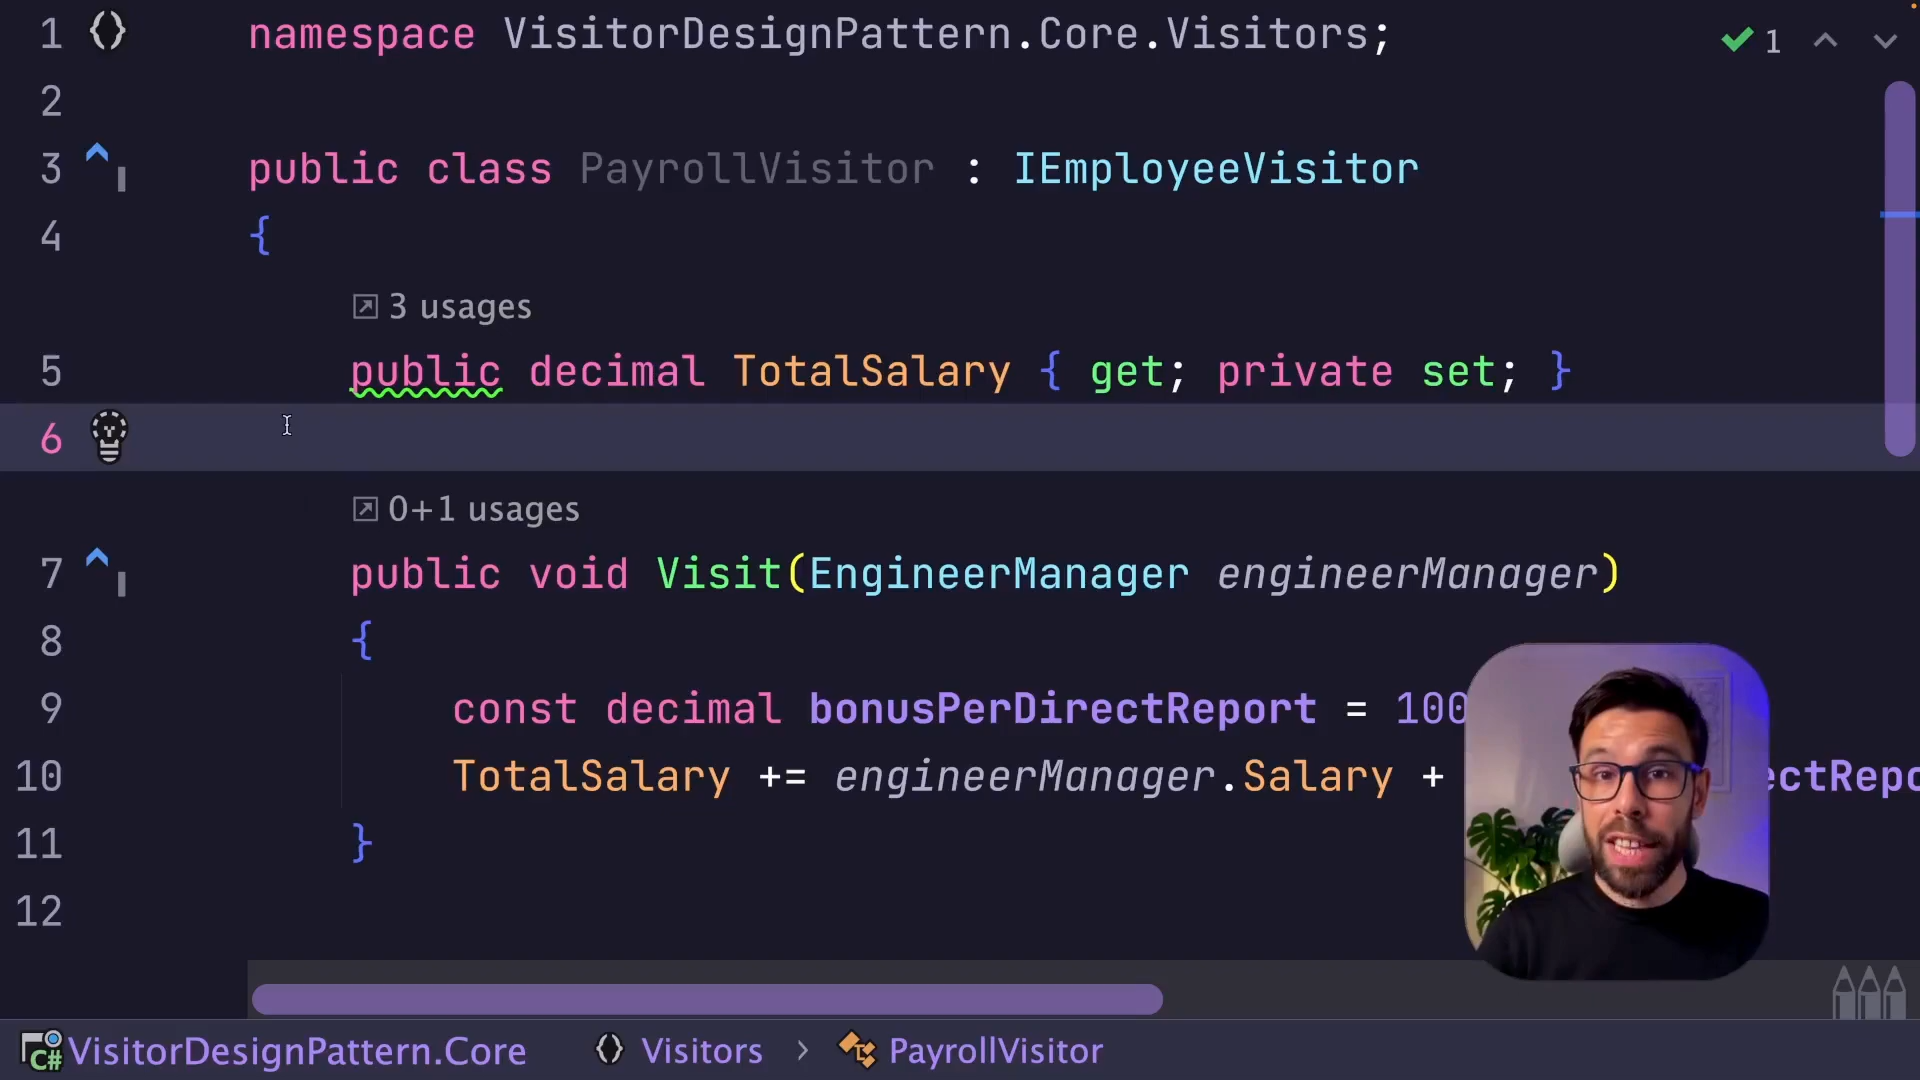 1 namespace VisitorDesignPattern.Core.Visitors;
1
2
3 public class PayrollVisitor : IEmployeeVisitor
4 {
3 usages
5 public decimal TotalSalary { get; private set; }
6
0+1 usages
7 public void Visit(EngineerManager engineerManager)
8 {
9 const decimal bonusPerDirectReport = 100
10 TotalSalary += engineerManager.Salary +
11 }
12
C# VisitorDesignPattern.Core Visitors > PayrollVisitor